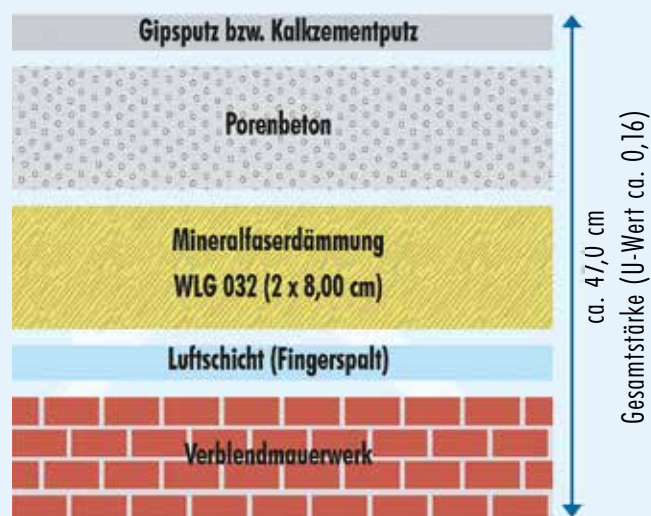 Gipsputz bzw. Kalkzementputz
Porenbeton
Mineralfaserdämmung
WLG 032 (2 x 8,00 cm)
Luftschicht (Fingerspalt)
Verblendmauerwerk
ca. 47,0 cm
Gesamtstärke (U-Wert ca. 0,16)